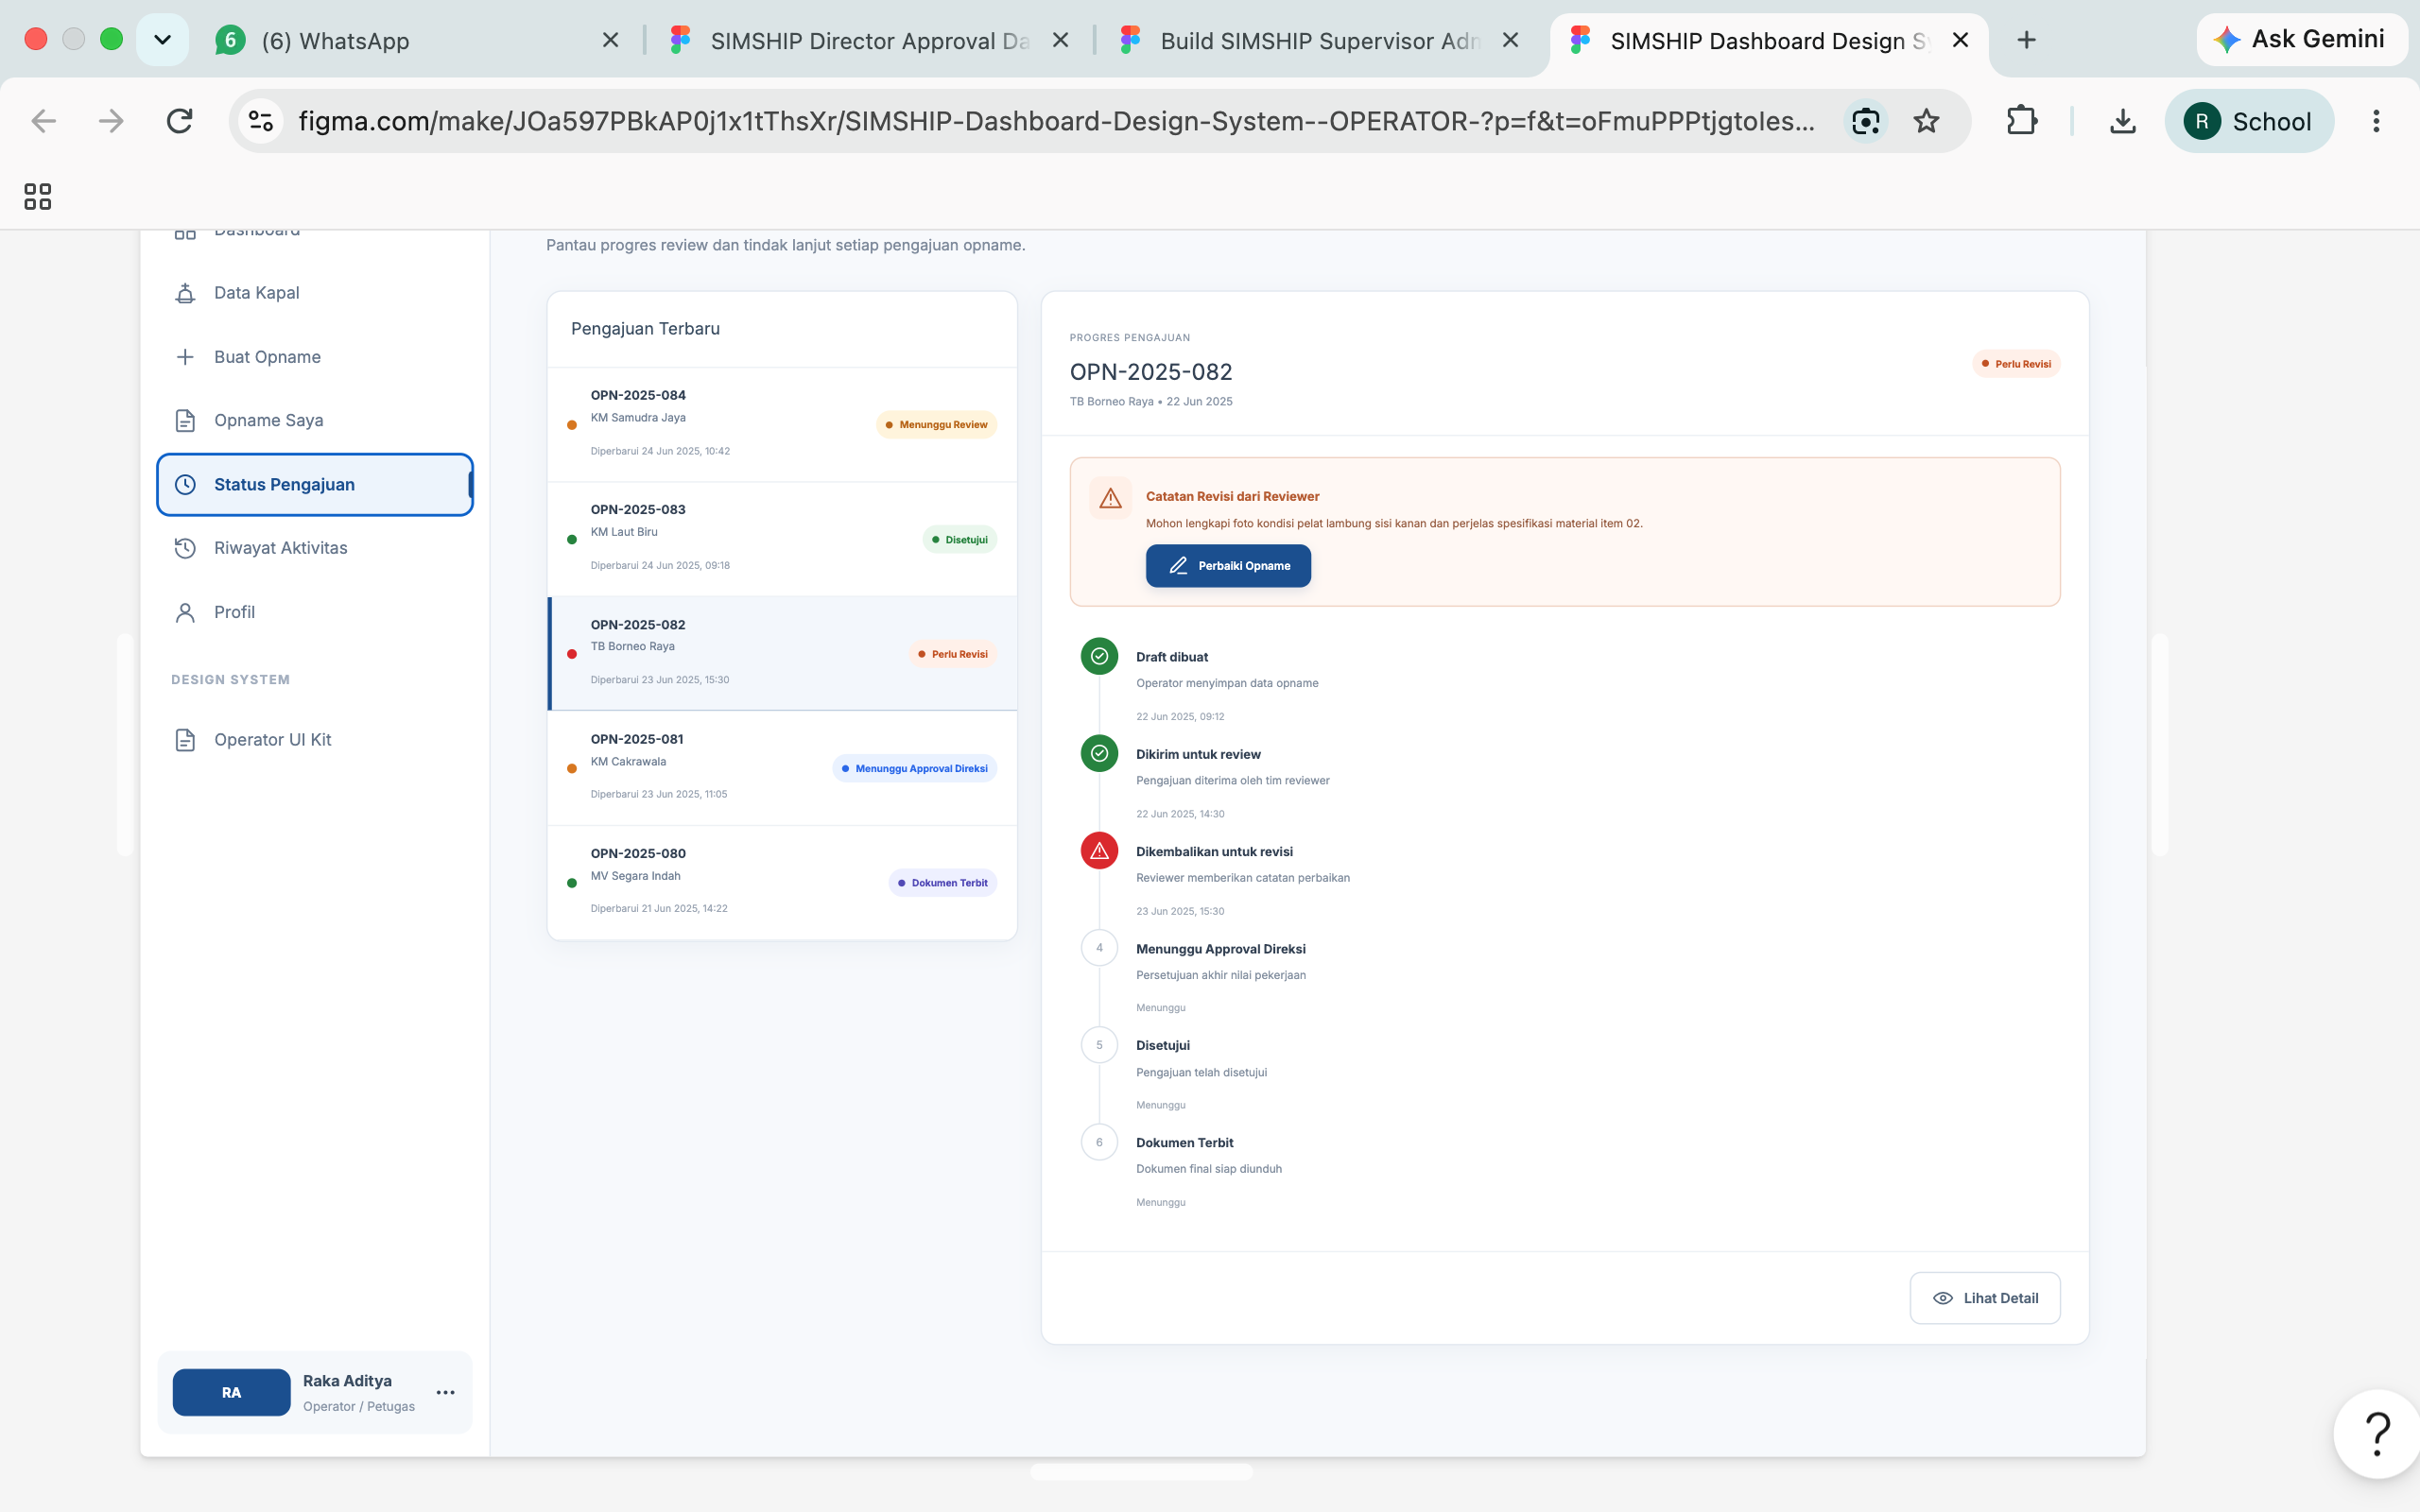 6 (6) WhatsApp
SIMSHIP Director Approval Da
Build SIMSHIP Supervisor Adm
SIMSHIP Dashboard Design Sy
Ask Gemini
figma.com/make/JOa597PBkAP0j1x1tThsXr/SIMSHIP-Dashboard-Design-System--OPERATOR-?p=f&t=oFmuPPPtjgtoIes...
R School
Dashboard
Data Kapal
Buat Opname
Opname Saya
Status Pengajuan
Riwayat Aktivitas
Profil
DESIGN SYSTEM
Operator UI Kit
RA
Raka Aditya
Operator / Petugas
Pantau progres review dan tindak lanjut setiap pengajuan opname.
Pengajuan Terbaru
OPN-2025-084
KM Samudra Jaya
Menunggu Review
Diperbarui 24 Jun 2025, 10:42
OPN-2025-083
KM Laut Biru
Disetujui
Diperbarui 24 Jun 2025, 09:18
OPN-2025-082
TB Borneo Raya
Perlu Revisi
Diperbarui 23 Jun 2025, 15:30
OPN-2025-081
KM Cakrawala
Menunggu Approval Direksi
Diperbarui 23 Jun 2025, 11:05
OPN-2025-080
MV Segara Indah
Dokumen Terbit
Diperbarui 21 Jun 2025, 14:22
PROGRES PENGAJUAN
OPN-2025-082
Perlu Revisi
TB Borneo Raya • 22 Jun 2025
Catatan Revisi dari Reviewer
Mohon lengkapi foto kondisi pelat lambung sisi kanan dan perjelas spesifikasi material item 02.
Perbaiki Opname
Draft dibuat
Operator menyimpan data opname
22 Jun 2025, 09:12
Dikirim untuk review
Pengajuan diterima oleh tim reviewer
22 Jun 2025, 14:30
Dikembalikan untuk revisi
Reviewer memberikan catatan perbaikan
23 Jun 2025, 15:30
4
Menunggu Approval Direksi
Persetujuan akhir nilai pekerjaan
Menunggu
5
Disetujui
Pengajuan telah disetujui
Menunggu
6
Dokumen Terbit
Dokumen final siap diunduh
Menunggu
Lihat Detail
?